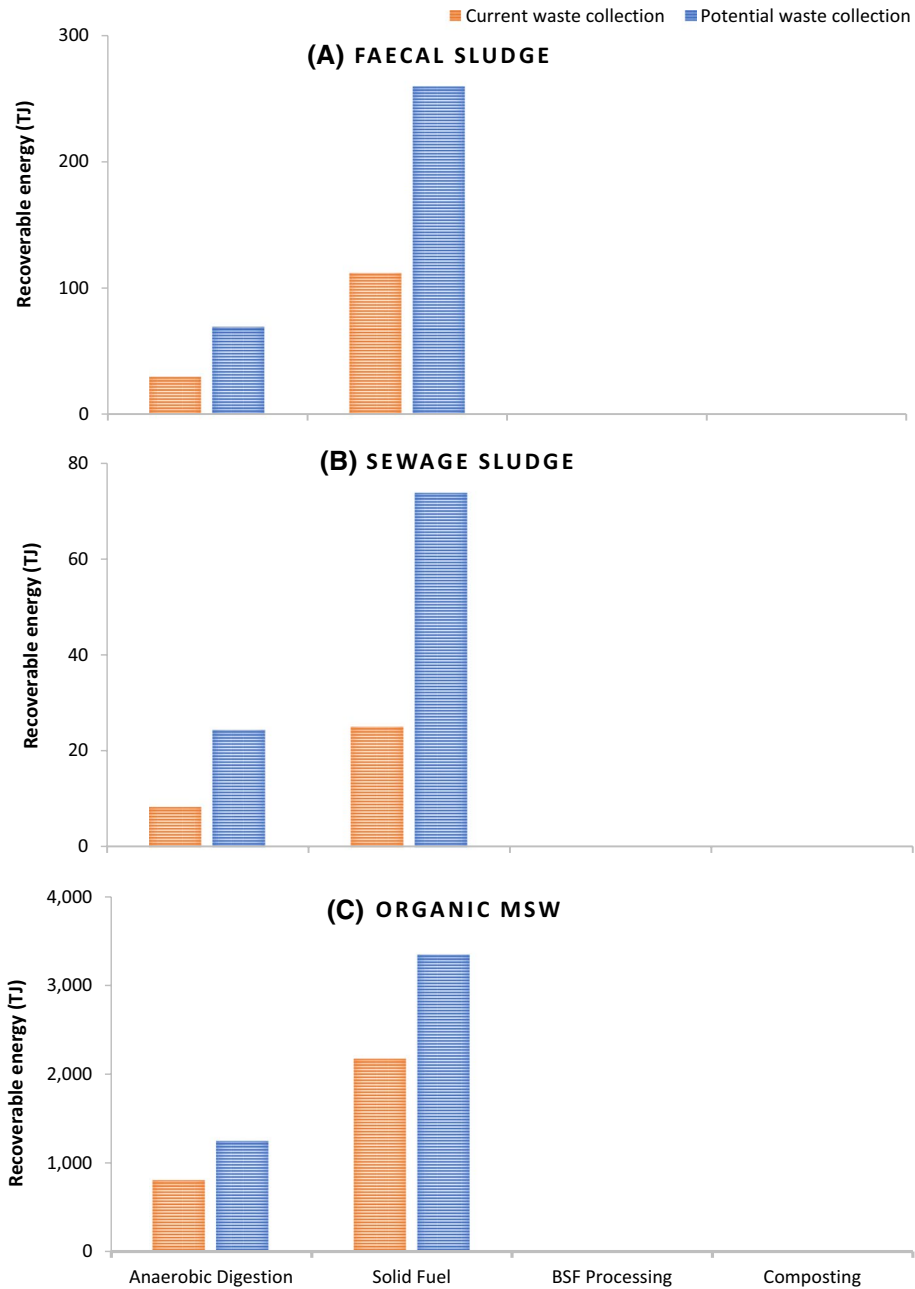 Current waste collection Potential waste collection
(A) FAECAL SLUDGE
Recoverable energy (TJ)
300
200
100
0
(B) SEWAGE SLUDGE
Recoverable energy (TJ)
80
60
40
20
0
(C) ORGANIC MSW
Recoverable energy (TJ)
4,000
3,000
2,000
1,000
0
Anaerobic Digestion Solid Fuel BSF Processing Composting